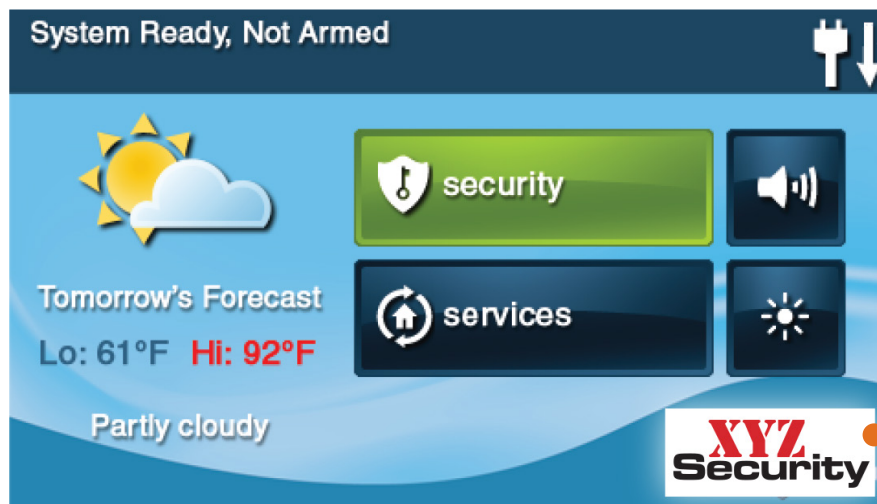 System Ready, Not Armed
security
services
Tomorrow's Forecast
Lo: 61°F Hi: 92°F
Partly cloudy
XYZ
Security